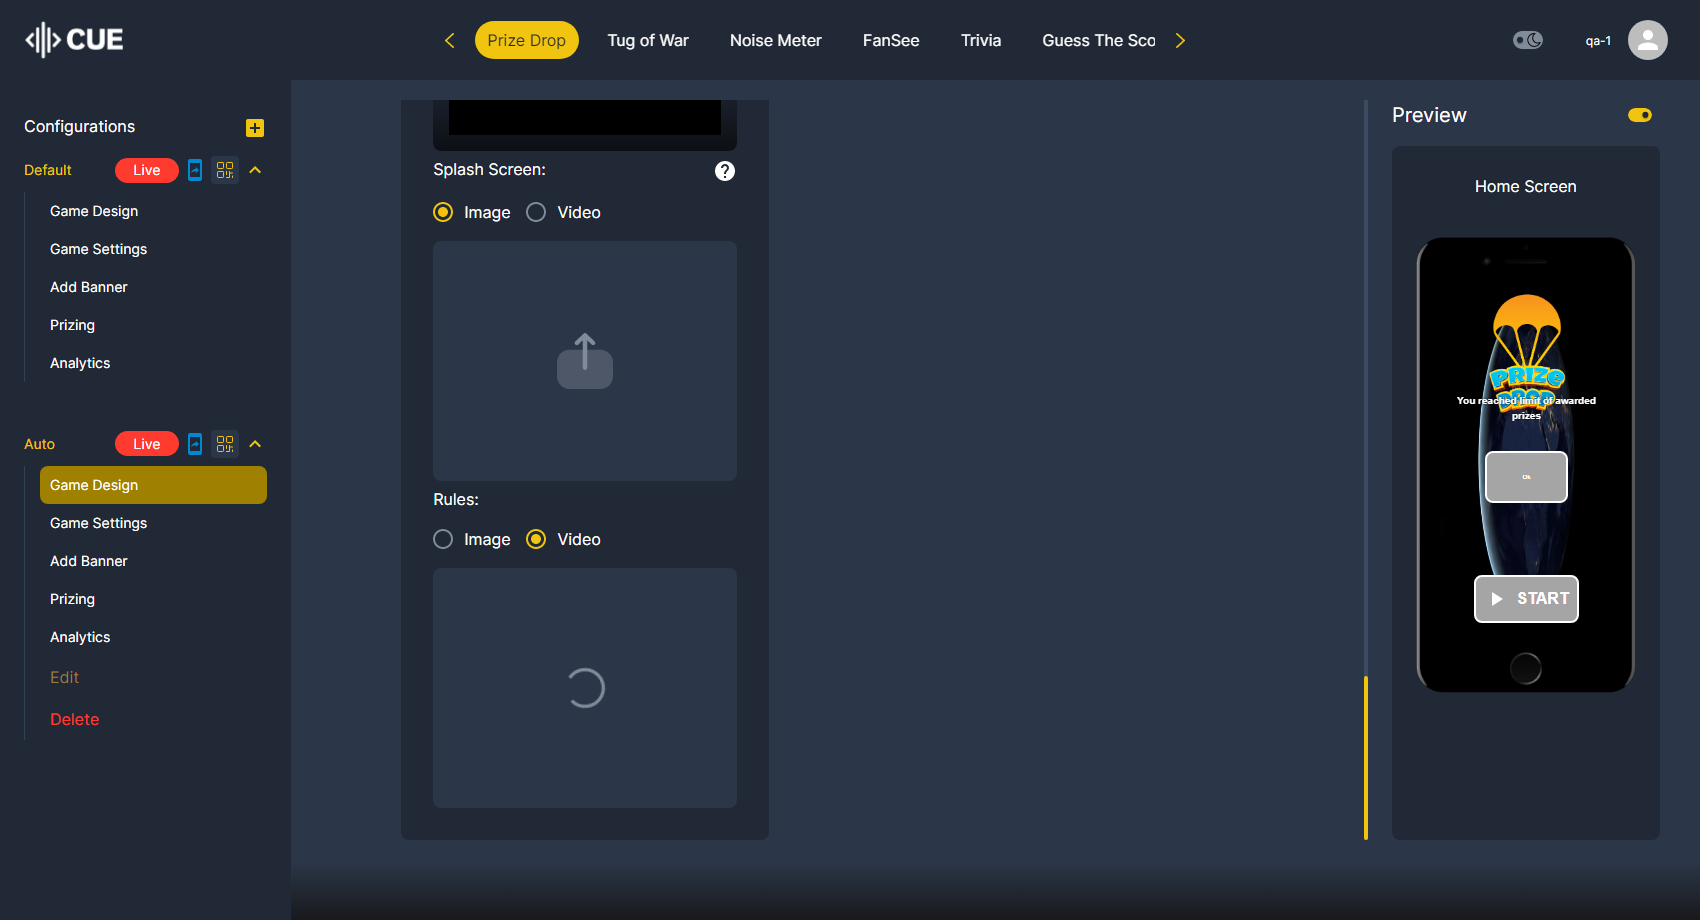 CUE
Prize Drop
Tug of War
Noise Meter
FanSee
Trivia
Guess The Sco
qa-1
Configurations
Default
Live
Game Design
Game Settings
Add Banner
Prizing
Analytics
Auto
Live
Game Design
Game Settings
Add Banner
Prizing
Analytics
Edit
Delete
Splash Screen:
?
Image
Video
Rules:
Image
Video
Preview
Home Screen
PRIZE
DROP
You reached limit of awarded
prizes
Ok
START